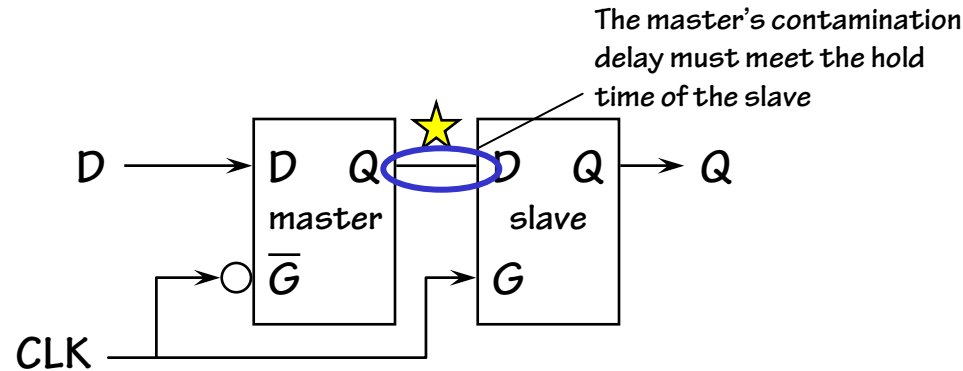 The master's contamination
delay must meet the hold
time of the slave
D D Q D Q Q
master slave
G̅ G
CLK